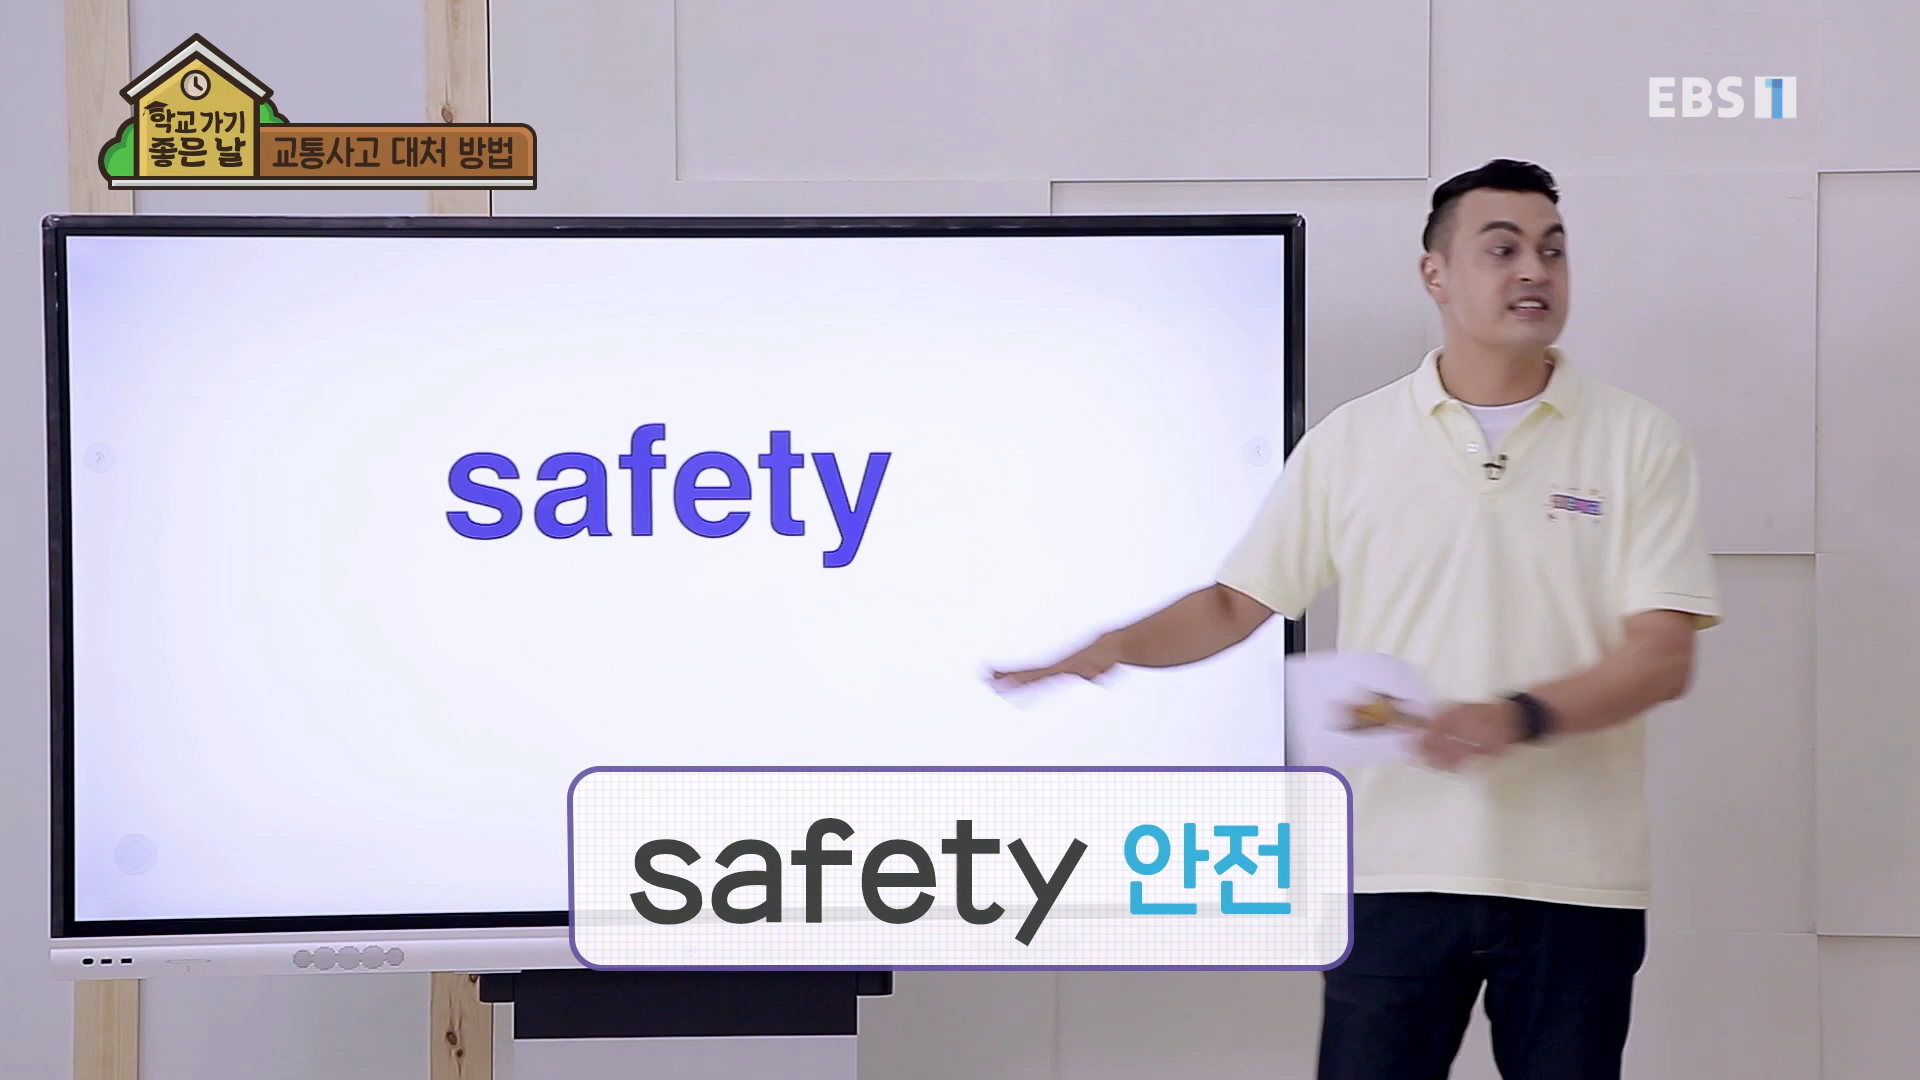 학교 가기
좋은 날
교통사고 대처 방법
EBS 1
safety
safety 안전